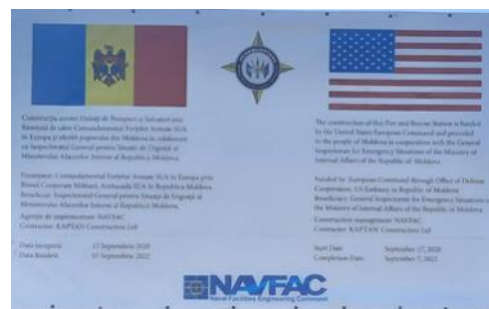 Construcția acestei Unități de Pompieri și Salvatori este
finanțată de către Comandamentul Forțelor Armate SUA
în Europa și oferită poporului din Moldova în colaborare
cu Inspectoratul General pentru Situații de Urgență al
Ministerului Afacerilor Interne al Republicii Moldova.
Finanțator: Comandamentul Forțelor Armate SUA în Europa prin
Biroul Cooperare Militară, Ambasada SUA în Republica Moldova
Beneficiar: Inspectoratul General pentru Situații de Urgență al
Ministerului Afacerilor Interne al Republicii Moldova.
Agenție de implementare: NAVFAC
Contractor: KAPTAN Construction Ltd
Data începerii: 17 Septembrie 2020
Data finalizării: 07 Septembrie 2022
The construction of this Fire and Rescue Station is funded
by the United States European Command and provided
to the people of Moldova in cooperation with the General
Inspectorate for Emergency Situations of the Ministry of
Internal Affairs of the Republic of Moldova.
Funded by: European Command through Office of Defense
Cooperation, US Embassy in Republic of Moldova
Beneficiary: General Inspectorate for Emergency Situations in
the Ministry of Internal Affairs of the Republic of Moldova.
Construction management: NAVFAC
Contractor: KAPTAN Construction Ltd
Start Date: September 17, 2020
Completion Date: September 7, 2022
NAVFAC
Naval Facilities Engineering Command